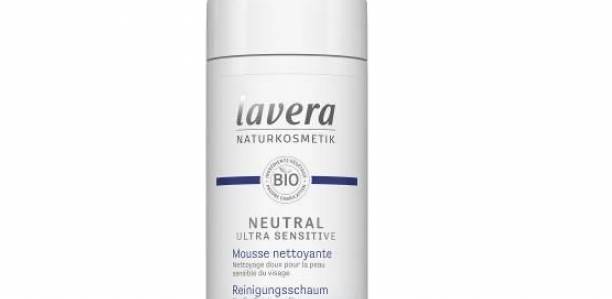 lavera
NATURKOSMETIK
BIO
NEUTRAL
ULTRA SENSITIVE
Mousse nettoyante
Nettoyage doux pour la peau
sensible du visage
Reinigungsschaum